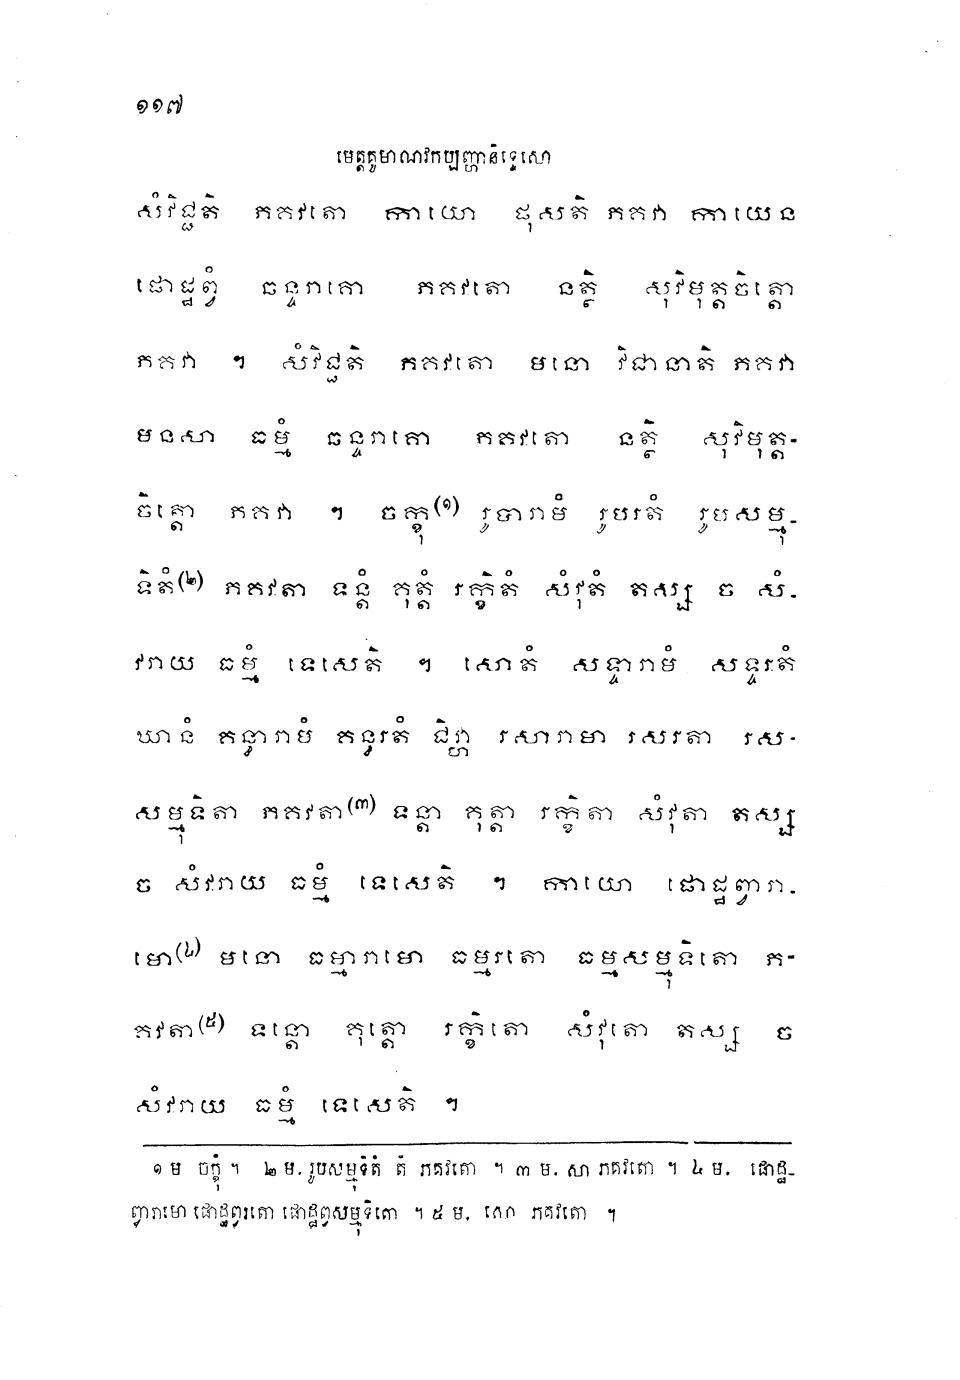 ១១៧
មេត្តគូមាណវកប្បញ្ហានិទ្ទេសោ
សំវិជ្ជតិ ភគវតោ កាយោ ផុសតិ ភគវា កាយេន
ផោដ្ឋព្វំ ឆន្ទរាគោ ភគវតោ នត្ថិ សុវិមុត្តចិត្តោ
ភគវា ។ សំវិជ្ជតិ ភគវតោ មនោ វិជានាតិ ភគវា
មនសា ធម្មំ ឆន្ទរាគោ ភគវតោ នត្ថិ សុវិមុត្ត-
ចិត្តោ ភគវា ។ ចក្ខុ(១) រូបារាមំ រូបរតំ រូបសម្មុ-
ទិតំ(២) ភគវតា ទន្តំ គុត្តំ រក្ខិតំ សំវុតំ តស្ស ច សំ-
វរាយ ធម្មំ ទេសេតិ ។ សោតំ សទ្ទារាមំ សទ្ទរតំ
ឃានំ គន្ធារាមំ គន្ធរតំ ជិវ្ហា រសារាមា រសរតា រស-
សម្មុទិតា ភគវតា(៣) ទន្តា គុត្តា រក្ខិតា សំវុតា តស្ស
ច សំវរាយ ធម្មំ ទេសេតិ ។ កាយោ ផោដ្ឋព្វារា-
មោ(៤) មនោ ធម្មារាមោ ធម្មរតោ ធម្មសម្មុទិតោ ភ-
គវតា(៥) ទន្តោ គុត្តោ រក្ខិតោ សំវុតោ តស្ស ច
សំវរាយ ធម្មំ ទេសេតិ ។
១ ម ចក្ខុំ ។ ២ ម. រូបសម្មុទិតំ តំ ភគវតោ ។ ៣ ម. សា ភគវតោ ។ ៤ ម. ផោដ្ឋ-
ព្វារាមោ ផោដ្ឋព្វរតោ ផោដ្ឋព្វសម្មុទិតោ ។ ៥ ម. សោ ភគវតោ ។